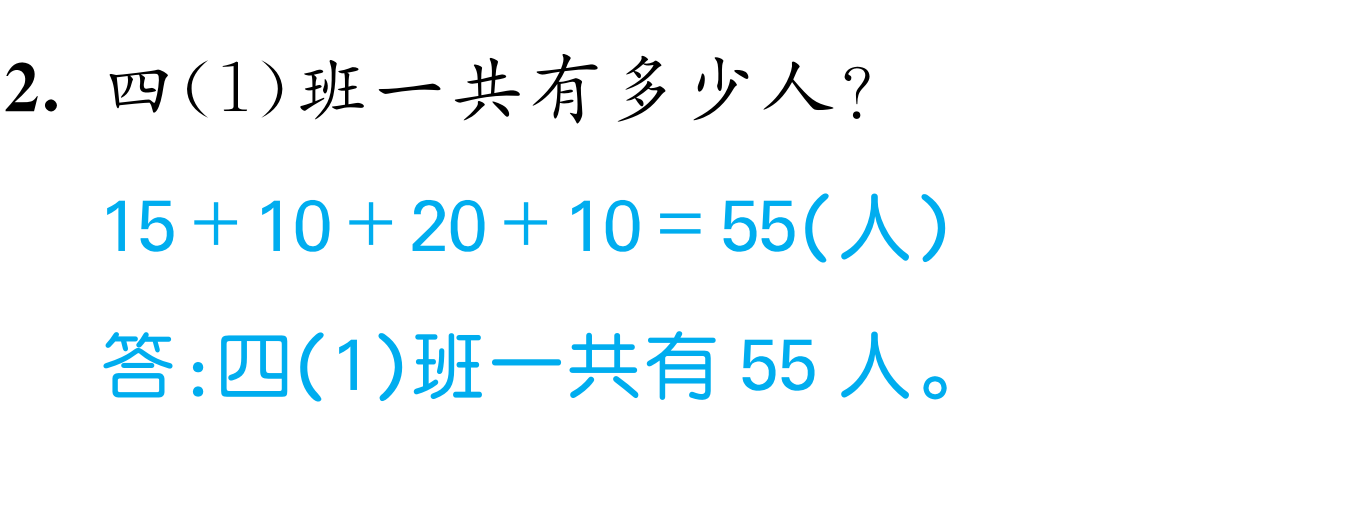 2. 四(1)班一共有多少人?
15+10+20+10=55(人)
答:四(1)班一共有 55 人。